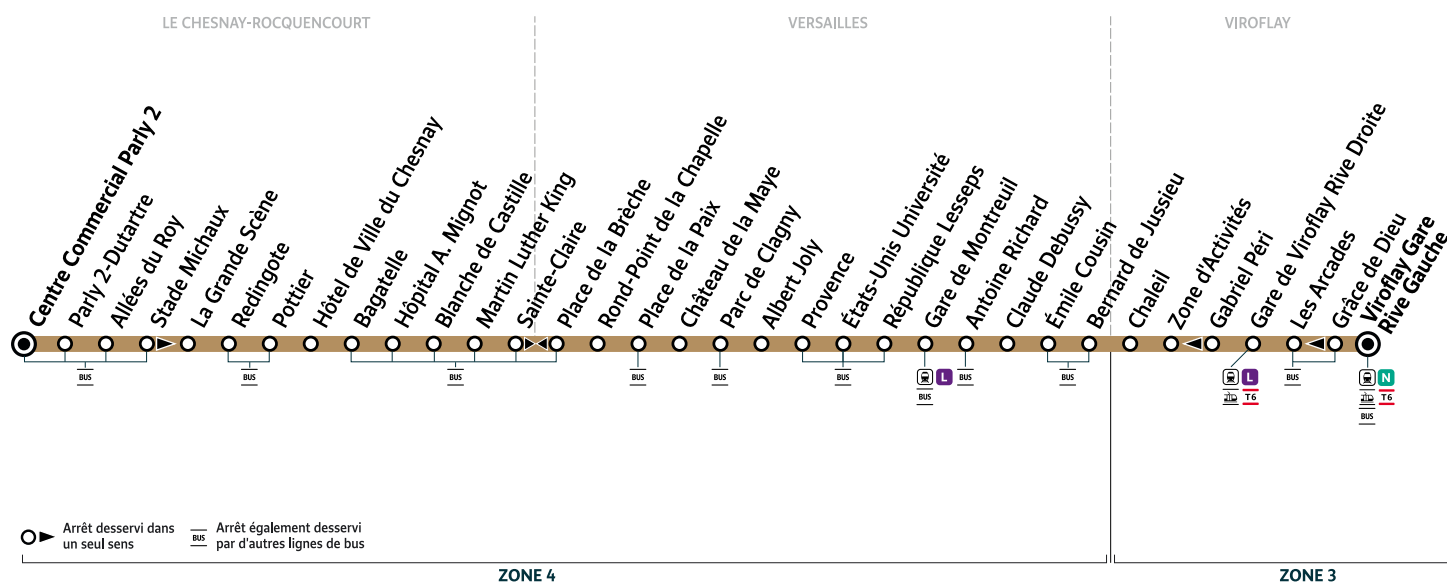 LE CHESNAY-ROCQUENCOURT
VERSAILLES
VIROFLAY
Centre Commercial Parly 2
Parly 2-Dutartre
Allées du Roy
Stade Michaux
La Grande Scène
Redingote
Pottier
Hôtel de Ville du Chesnay
Bagatelle
Hôpital A. Mignot
Blanche de Castille
Martin Luther King
Sainte-Claire
Place de la Brèche
Rond-Point de la Chapelle
Place de la Paix
Château de la Maye
Parc de Clagny
Albert Joly
Provence
États-Unis Université
République Lesseps
Gare de Montreuil
Antoine Richard
Claude Debussy
Émile Cousin
Bernard de Jussieu
Chaleil
Zone d'Activités
Gabriel Péri
Gare de Viroflay Rive Droite
Les Arcades
Grâce de Dieu
Viroflay Gare
Rive Gauche
BUS
BUS
BUS
BUS
BUS
BUS
L
BUS
BUS
BUS
L
T6
BUS
N
T6
BUS
Arrêt desservi dans
un seul sens
BUS
Arrêt également desservi
par d'autres lignes de bus
ZONE 4
ZONE 3